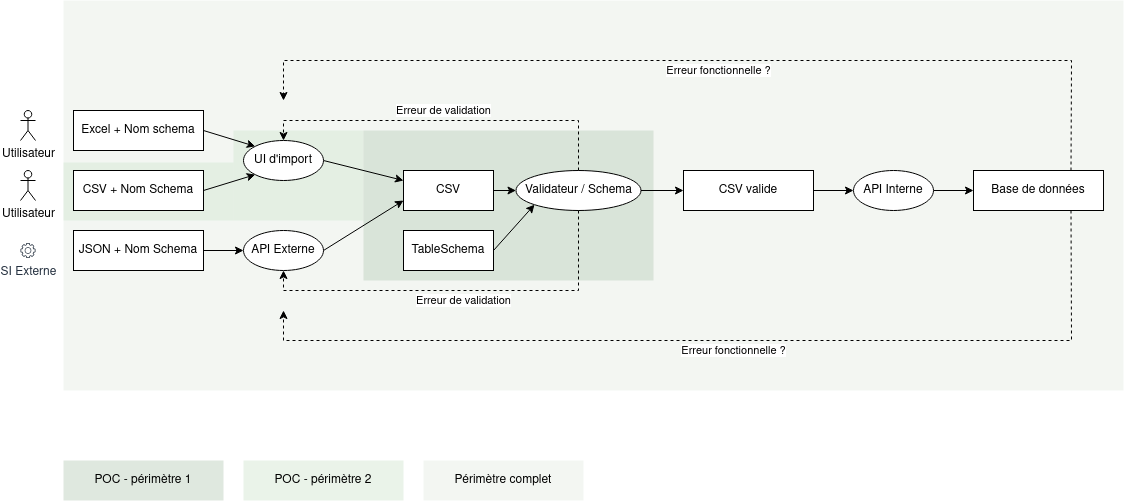 Erreur fonctionnelle ?
Erreur de validation
Utilisateur
Excel + Nom schema
UI d'import
Utilisateur
CSV + Nom Schema
CSV
Validateur / Schema
CSV valide
API Interne
Base de données
SI Externe
JSON + Nom Schema
API Externe
TableSchema
Erreur de validation
Erreur fonctionnelle ?
POC - périmètre 1
POC - périmètre 2
Périmètre complet